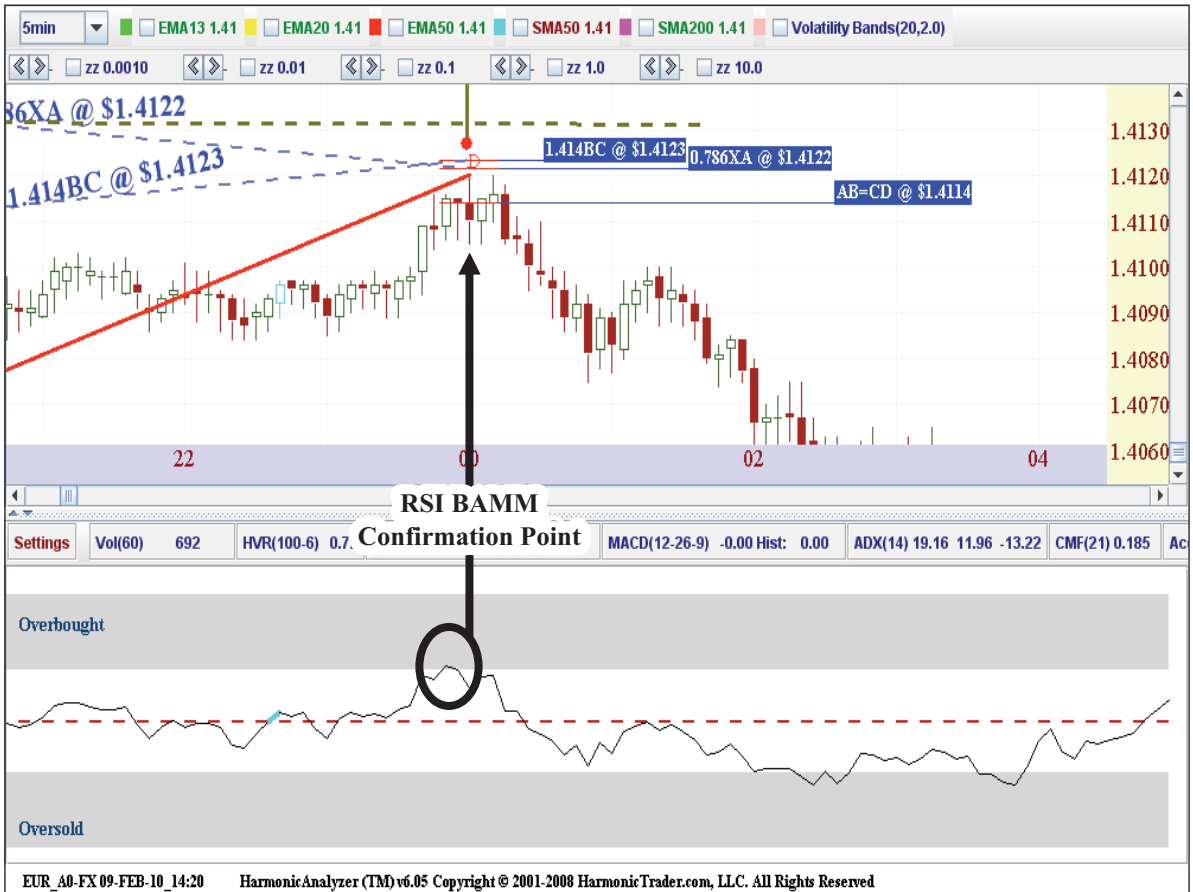 5min EMA13 1.41 EMA20 1.41 EMA50 1.41 SMA50 1.41 SMA200 1.41 Volatility Bands(20,2.0)
zz 0.0010 zz 0.01 zz 0.1 zz 1.0 zz 10.0
86XA @ $1.4122
1.414BC @ $1.4123
1.414BC @ $1.4123
0.786XA @ $1.4122
AB=CD @ $1.4114
D
1.4130
1.4120
1.4110
1.4100
1.4090
1.4080
1.4070
1.4060
22 00 02 04
RSI BAMM
Confirmation Point
Settings Vol(60) 692 HVR(100-6) 0.7 MACD(12-26-9) -0.00 Hist: 0.00 ADX(14) 19.16 11.96 -13.22 CMF(21) 0.185 Ac
Overbought
Oversold
EUR_A0-FX 09-FEB-10_14:20 HarmonicAnalyzer (TM) v6.05 Copyright © 2001-2008 HarmonicTrader.com, LLC. All Rights Reserved